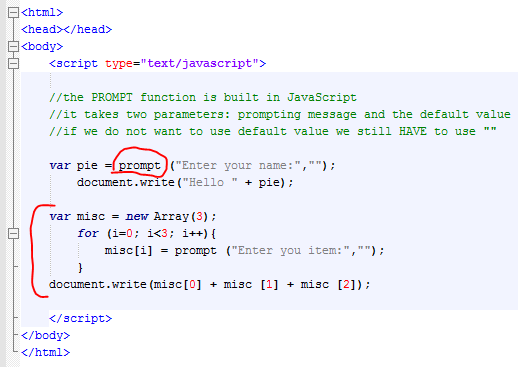 <html>
<head></head>
<body>
<script type="text/javascript">
//the PROMPT function is built in JavaScript
//it takes two parameters: prompting message and the default value
//if we do not want to use default value we still HAVE to use ""
var pie = prompt ("Enter your name:","");
document.write("Hello " + pie);
var misc = new Array(3);
for (i=0; i<3; i++){
misc[i] = prompt ("Enter you item:","");
}
document.write(misc[0] + misc [1] + misc [2]);
</script>
</body>
</html>